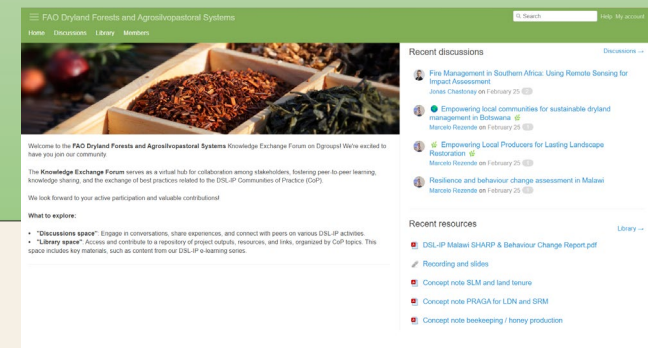 FAO Dryland Forests and Agrosilvopastoral Systems
Search
Help
My account
Home Discussions Library Members
Welcome to the FAO Dryland Forests and Agrosilvopastoral Systems Knowledge Exchange Forum on Dgroups! We're excited to
have you join our community.
The Knowledge Exchange Forum serves as a virtual hub for collaboration among stakeholders, fostering peer-to-peer learning,
knowledge sharing, and the exchange of best practices related to the DSL-IP Communities of Practice (CoP).
We look forward to your active participation and valuable contributions!
What to explore:
• "Discussions space": Engage in conversations, share experiences, and connect with peers on various DSL-IP activities.
• "Library space": Access and contribute to a repository of project outputs, resources, and links, organized by CoP topics. This
space includes key materials, such as content from our DSL-IP e-learning series.
Recent discussions
Discussions →
Fire Management in Southern Africa: Using Remote Sensing for
Impact Assessment
Jonas Chastonay on February 25
Empowering local communities for sustainable dryland
management in Botswana
Marcelo Rezende on February 25
Empowering Local Producers for Lasting Landscape
Restoration
Marcelo Rezende on February 25
Resilience and behaviour change assessment in Malawi
Marcelo Rezende on February 25
Recent resources
Library →
DSL-IP Malawi SHARP & Behaviour Change Report.pdf
Recording and slides
Concept note SLM and land tenure
Concept note PRAGA for LDN and SRM
Concept note beekeeping / honey production